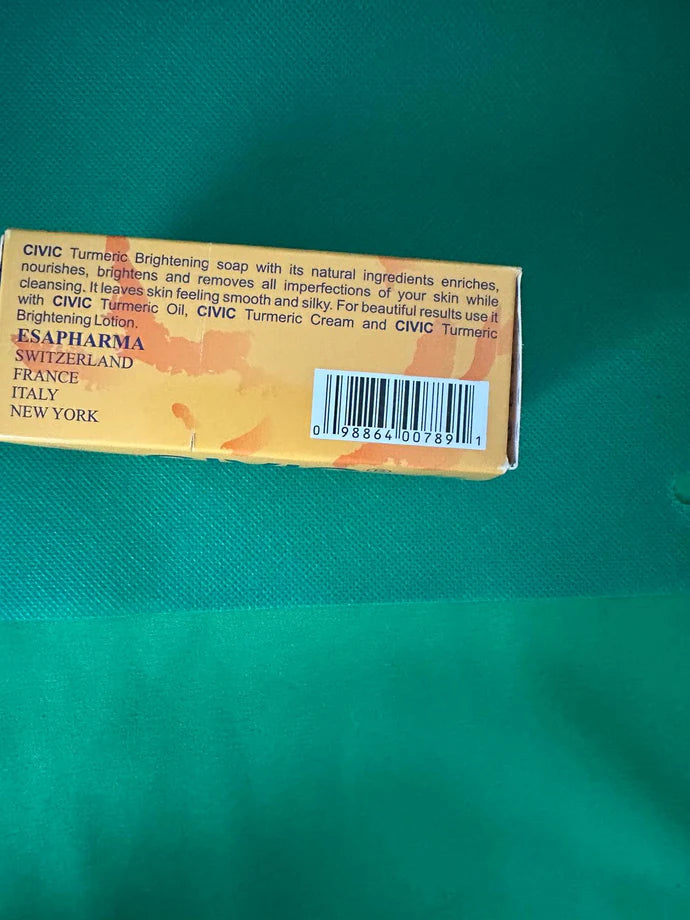 CIVIC Turmeric Brightening soap with its natural ingredients enriches,
nourishes, brightens and removes all imperfections of your skin while
cleansing. It leaves skin feeling smooth and silky. For beautiful results use it
with CIVIC Turmeric Oil, CIVIC Turmeric Cream and CIVIC Turmeric
Brightening Lotion.
ESAPHARMA
SWITZERLAND
FRANCE
ITALY
NEW YORK
0 98864 00789 1